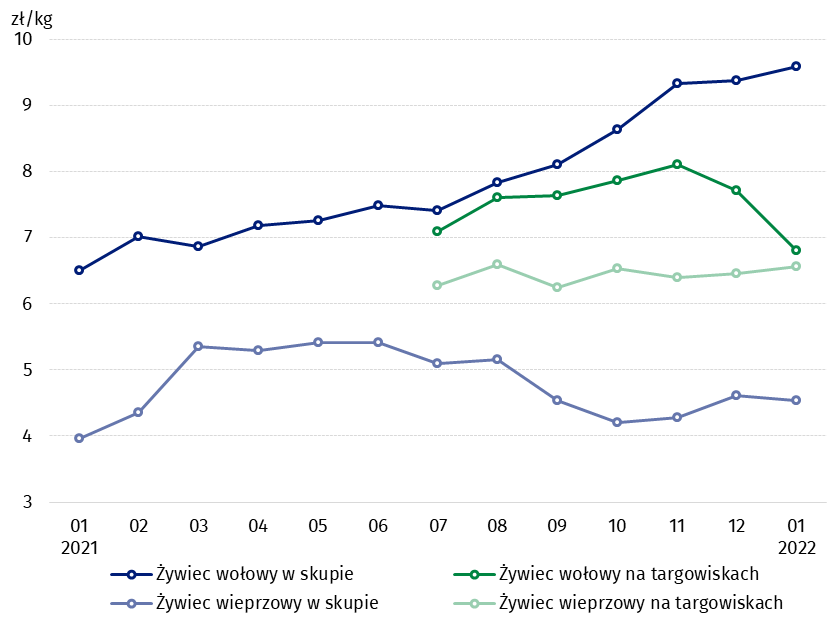 zł/kg
10
9
8
7
6
5
4
3
01 02 03 04 05 06 07 08 09 10 11 12 01
2021 2022
Żywiec wołowy w skupie Żywiec wołowy na targowiskach
Żywiec wieprzowy w skupie Żywiec wieprzowy na targowiskach